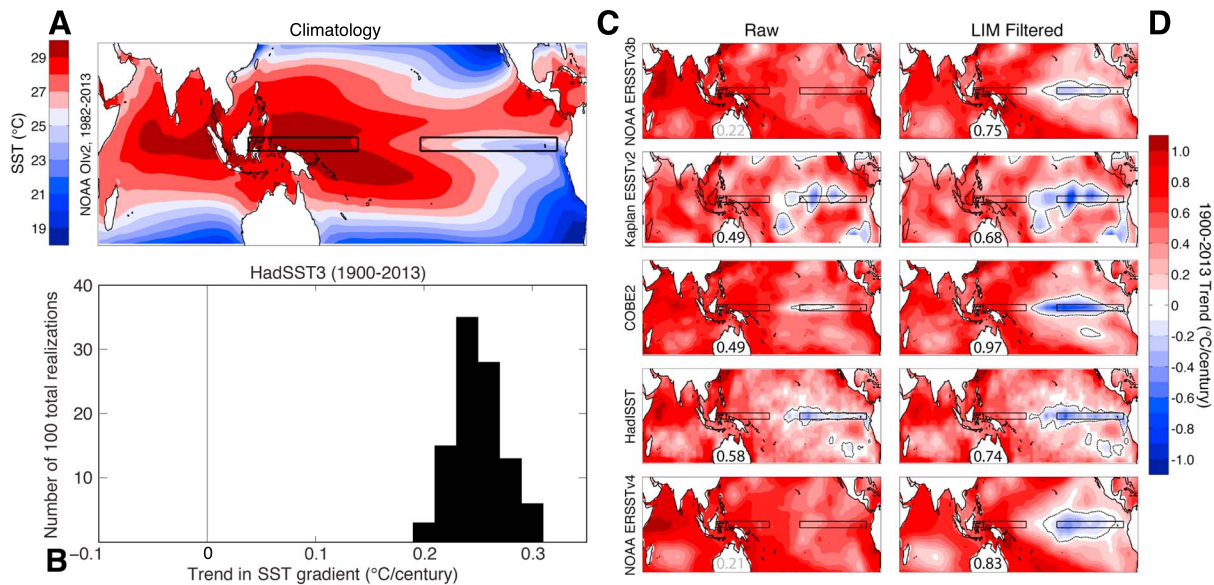 A
Climatology
SST (°C)
29
27
25
23
21
19
NOAA OIv2, 1982-2013
HadSST3 (1900-2013)
Number of 100 total realizations
40
30
20
10
B
−0.1
0
0.1
0.2
0.3
Trend in SST gradient (°C/century)
C
Raw
LIM Filtered
D
NOAA ERSSTv3b
0.22
0.75
Kaplan ESSTv2
0.49
0.68
COBE2
0.49
0.97
HadISST
0.58
0.74
NOAA ERSSTv4
0.21
0.83
1.0
0.8
0.6
0.4
0.2
0
-0.2
-0.4
-0.6
-0.8
-1.0
1900-2013 Trend (°C/century)